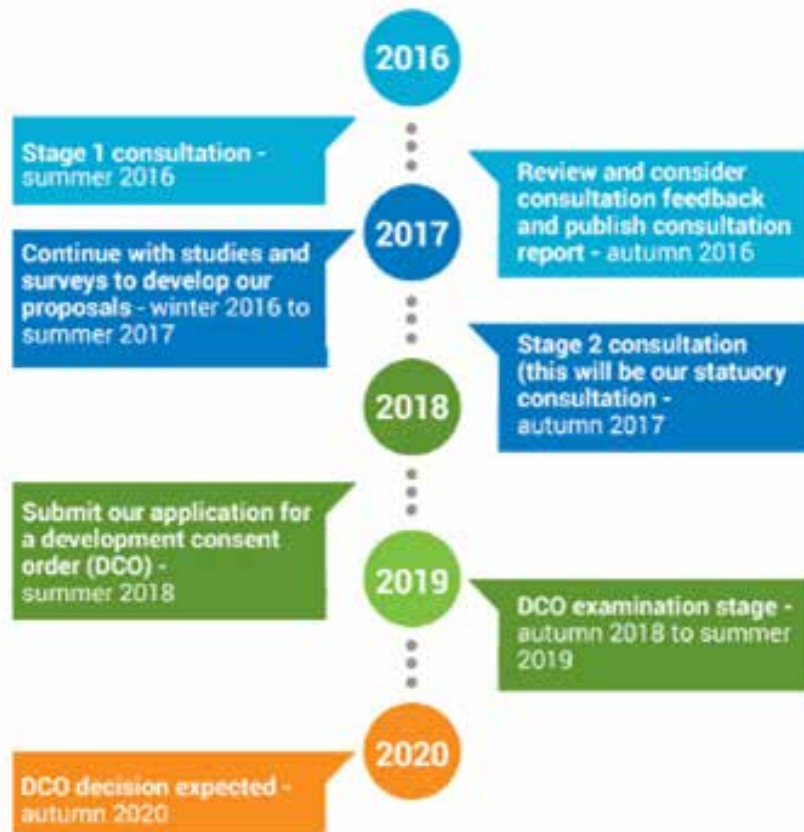 2016
Stage 1 consultation -
summer 2016
Review and consider
consultation feedback
and publish consultation
report - autumn 2016
2017
Continue with studies and
surveys to develop our
proposals - winter 2016 to
summer 2017
Stage 2 consultation
(this will be our statuory
consultation -
autumn 2017
2018
Submit our application for
a development consent
order (DCO) -
summer 2018
2019
DCO examination stage -
autumn 2018 to summer
2019
2020
DCO decision expected -
autumn 2020